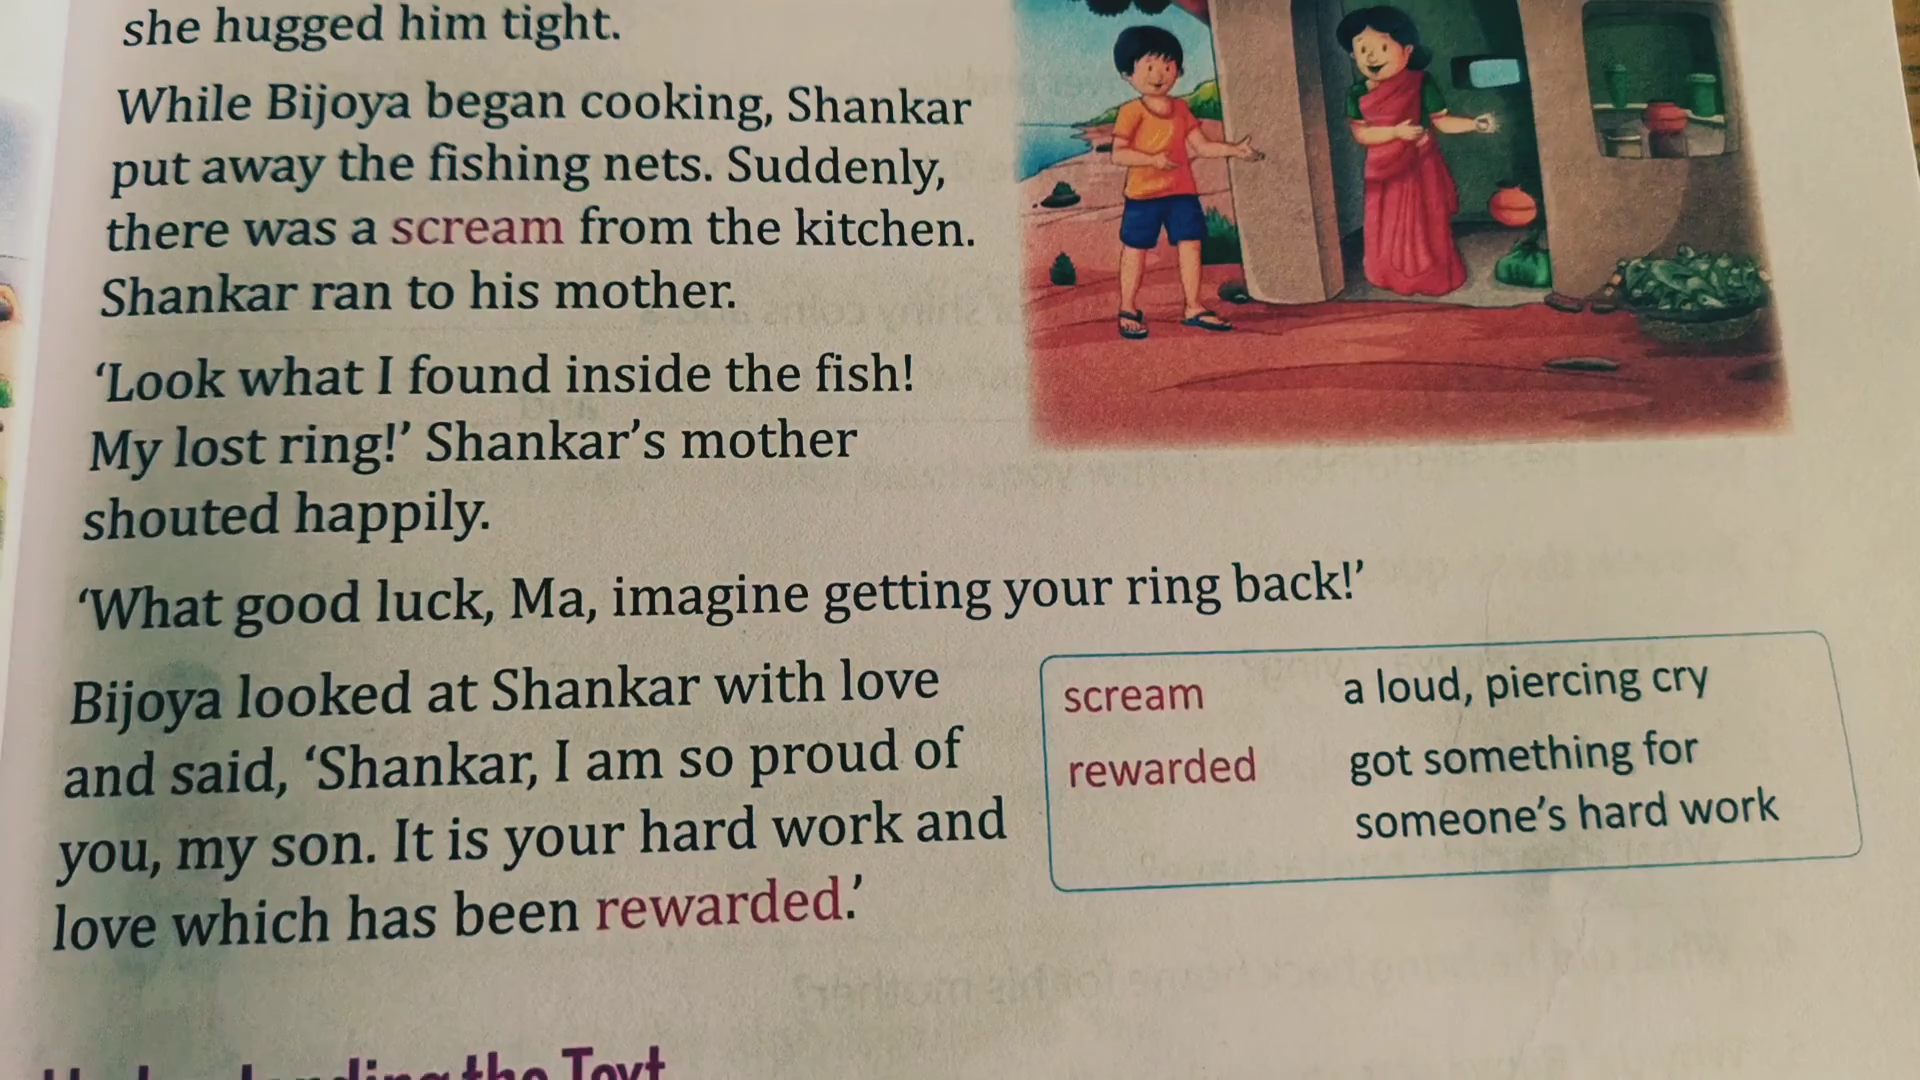 she hugged him tight.
While Bijoya began cooking, Shankar
put away the fishing nets. Suddenly,
there was a scream from the kitchen.
Shankar ran to his mother.
‘Look what I found inside the fish!
My lost ring!’ Shankar’s mother
shouted happily.
‘What good luck, Ma, imagine getting your ring back!’
Bijoya looked at Shankar with love
and said, ‘Shankar, I am so proud of
you, my son. It is your hard work and
love which has been rewarded.’
scream a loud, piercing cry
rewarded got something for
someone’s hard work
the Text